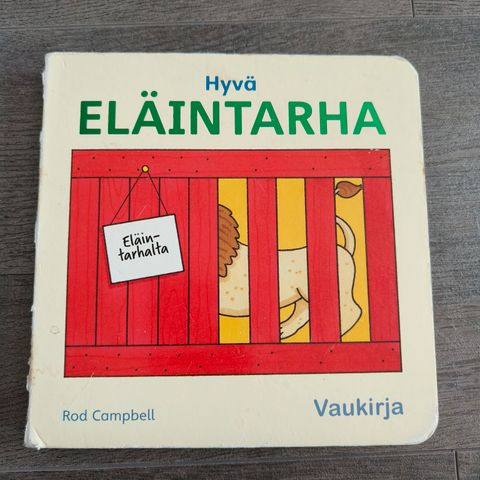 Hyvä
ELÄINTARHA
Eläin-
tarhalta
Rod Campbell
Vaukirja